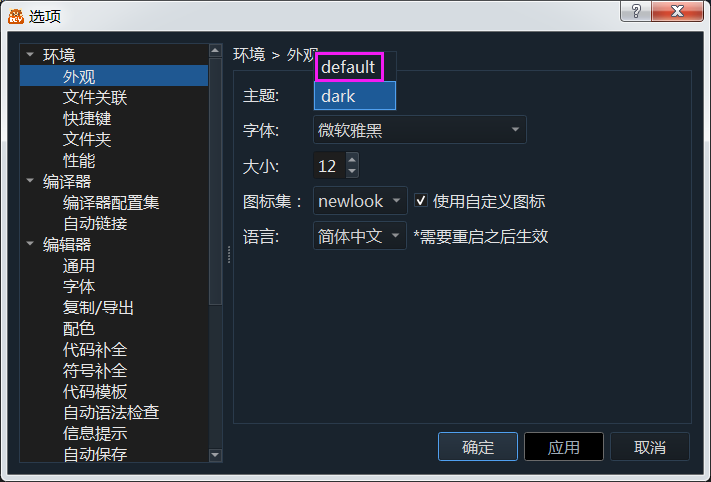 选项
环境
外观
文件关联
快捷键
文件夹
性能
编译器
编译器配置集
自动链接
编辑器
通用
字体
复制/导出
配色
代码补全
符号补全
代码模板
自动语法检查
信息提示
自动保存
环境 > 外观
default
主题:
dark
字体: 微软雅黑
大小: 12
图标集: newlook 使用自定义图标
语言: 简体中文 *需要重启之后生效
确定 应用 取消